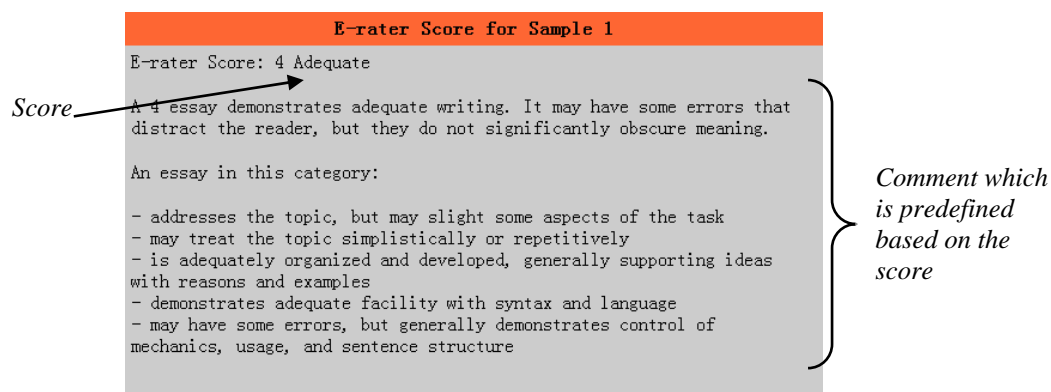 E-rater Score for Sample 1
E-rater Score: 4 Adequate
Score
A 4 essay demonstrates adequate writing. It may have some errors that
distract the reader, but they do not significantly obscure meaning.
An essay in this category:
- addresses the topic, but may slight some aspects of the task
- may treat the topic simplistically or repetitively
- is adequately organized and developed, generally supporting ideas
with reasons and examples
- demonstrates adequate facility with syntax and language
- may have some errors, but generally demonstrates control of
mechanics, usage, and sentence structure
Comment which
is predefined
based on the
score